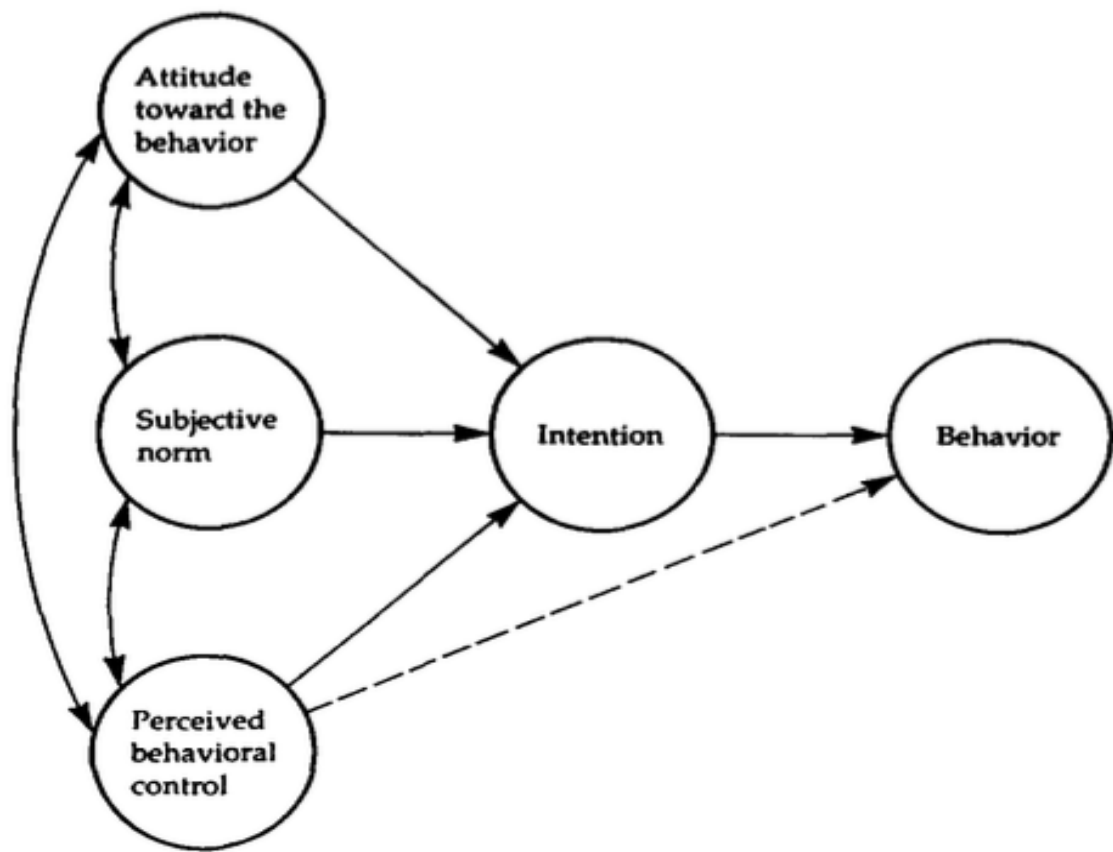 Attitude
toward the
behavior
Subjective
norm
Intention
Behavior
Perceived
behavioral
control